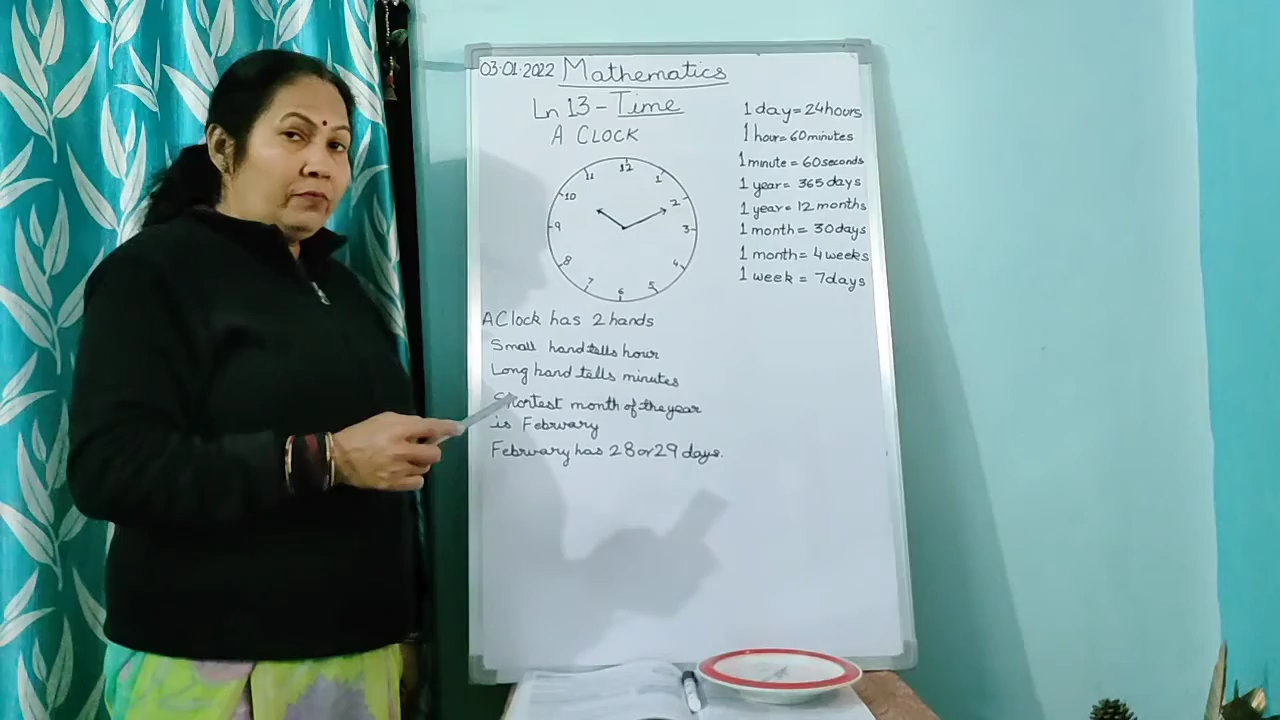 03.01.2022 Mathematics
Ln 13 - Time
A CLOCK
12
1
2
3
4
5
6
7
8
9
10
11
A Clock has 2 hands
Small hand tells hour
Long hand tells minutes
Shortest month of the year
is February
February has 28 or 29 days.
1 day = 24 hours
1 hour = 60 minutes
1 minute = 60 seconds
1 year = 365 days
1 year = 12 months
1 month = 30 days
1 month = 4 weeks
1 week = 7 days